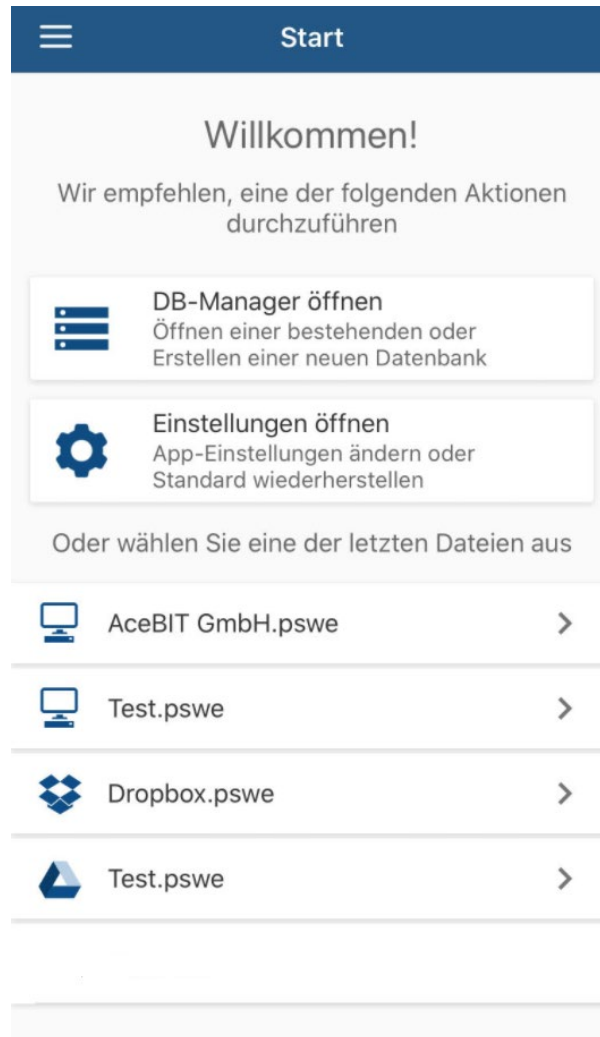 Start
Willkommen!
Wir empfehlen, eine der folgenden Aktionen
durchzuführen
DB-Manager öffnen
Öffnen einer bestehenden oder
Erstellen einer neuen Datenbank
Einstellungen öffnen
App-Einstellungen ändern oder
Standard wiederherstellen
Oder wählen Sie eine der letzten Dateien aus
AceBIT GmbH.pswe
Test.pswe
Dropbox.pswe
Test.pswe